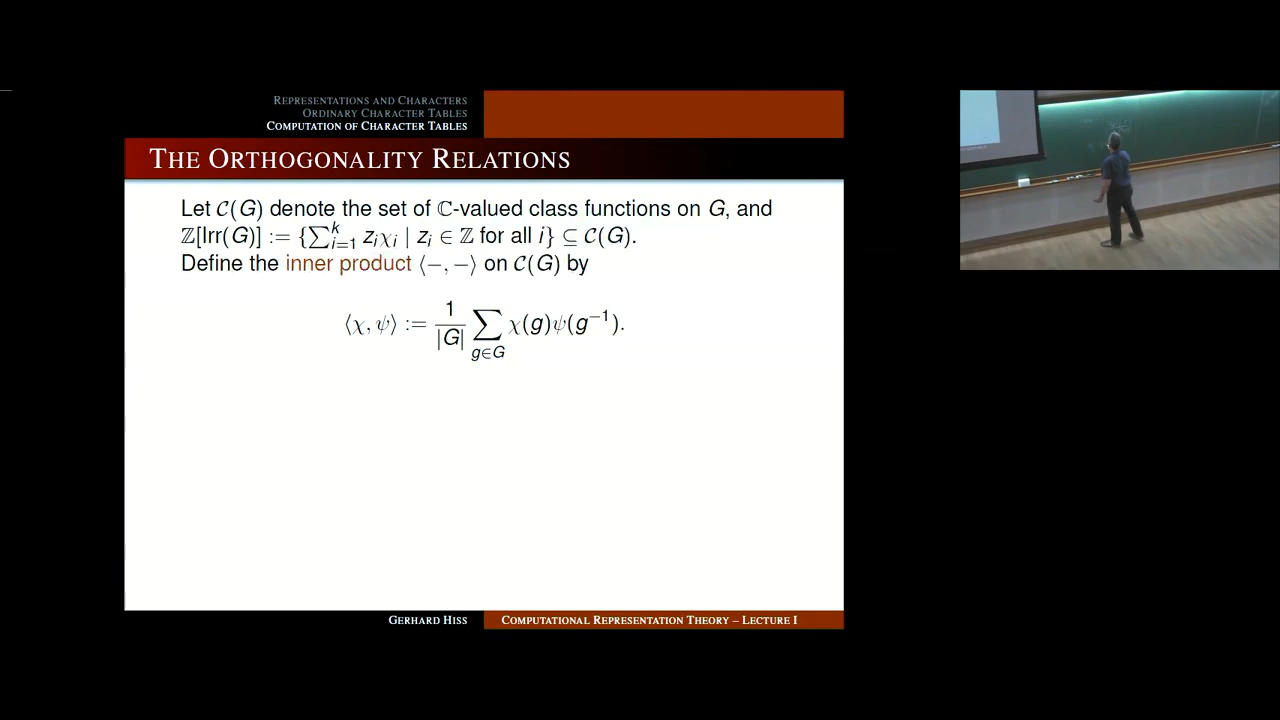 REPRESENTATIONS AND CHARACTERS
ORDINARY CHARACTER TABLES
COMPUTATION OF CHARACTER TABLES
THE ORTHOGONALITY RELATIONS
Let 𝒞(G) denote the set of ℂ-valued class functions on G, and
ℤ[Irr(G)] := {∑ᵏᵢ₌₁ zᵢχᵢ | zᵢ ∈ ℤ for all i} ⊆ 𝒞(G).
Define the inner product ⟨−, −⟩ on 𝒞(G) by
⟨χ, ψ⟩ := 1/|G| ∑_{g∈G} χ(g)ψ(g⁻¹).
GERHARD HISS
COMPUTATIONAL REPRESENTATION THEORY – LECTURE I